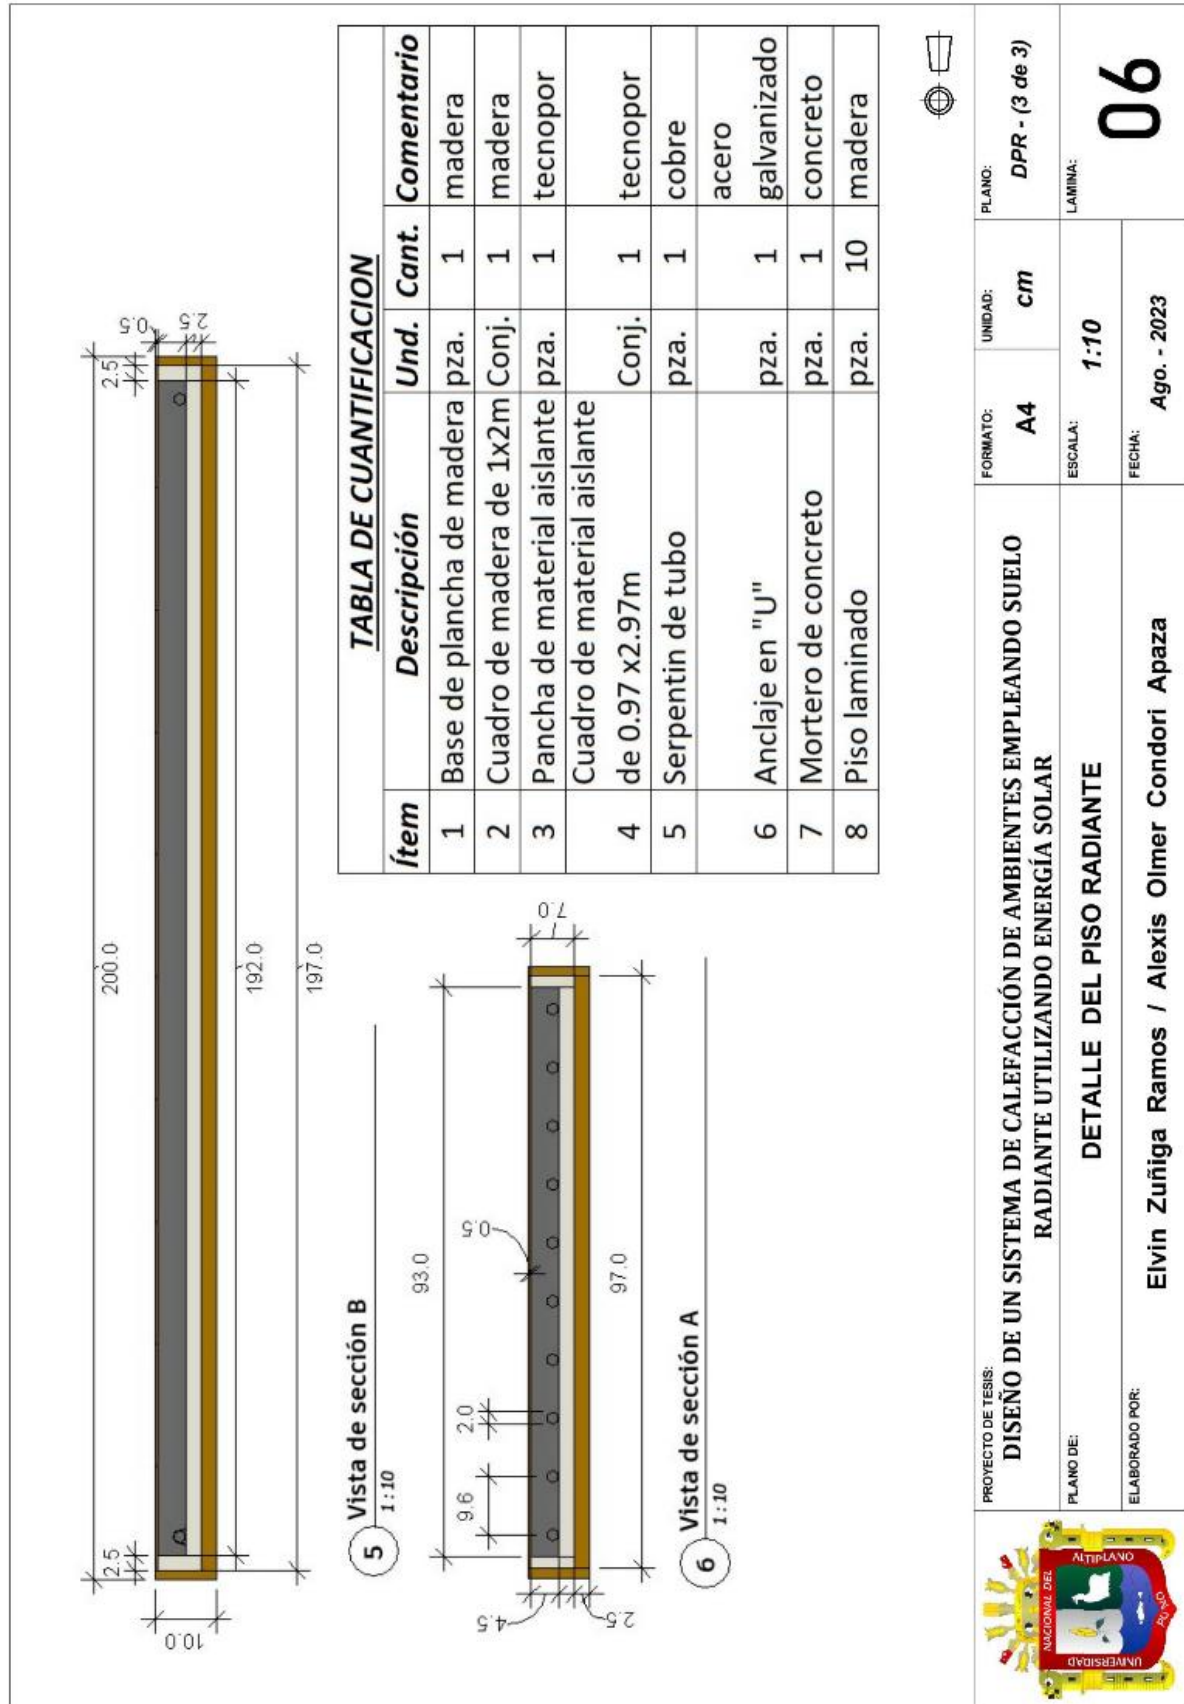 200.0
2.5
2.5
0.5
2.5
10.0
192.0
197.0
5
Vista de sección B
1 : 10
93.0
9.6
2.0
0.5
7.0
4.5
2.5
97.0
6
Vista de sección A
1 : 10
TABLA DE CUANTIFICACION
Ítem Descripción Und. Cant. Comentario
1 Base de plancha de madera pza. 1 madera
2 Cuadro de madera de 1x2m Conj. 1 madera
3 Pancha de material aislante pza. 1 tecnopor
Cuadro de material aislante
4 de 0.97 x2.97m Conj. 1 tecnopor
5 Serpentin de tubo pza. 1 cobre
acero
6 Anclaje en "U" pza. 1 galvanizado
7 Mortero de concreto pza. 1 concreto
8 Piso laminado pza. 10 madera
UNIVERSIDAD NACIONAL DEL ALTIPLANO
PUNO
PROYECTO DE TESIS:
DISEÑO DE UN SISTEMA DE CALEFACCIÓN DE AMBIENTES EMPLEANDO SUELO
RADIANTE UTILIZANDO ENERGÍA SOLAR
PLANO DE:
DETALLE DEL PISO RADIANTE
ELABORADO POR:
Elvin Zuñiga Ramos / Alexis Olmer Condori Apaza
FORMATO:
A4
UNIDAD:
cm
PLANO:
DPR - (3 de 3)
ESCALA:
1:10
FECHA:
Ago. - 2023
LAMINA:
06